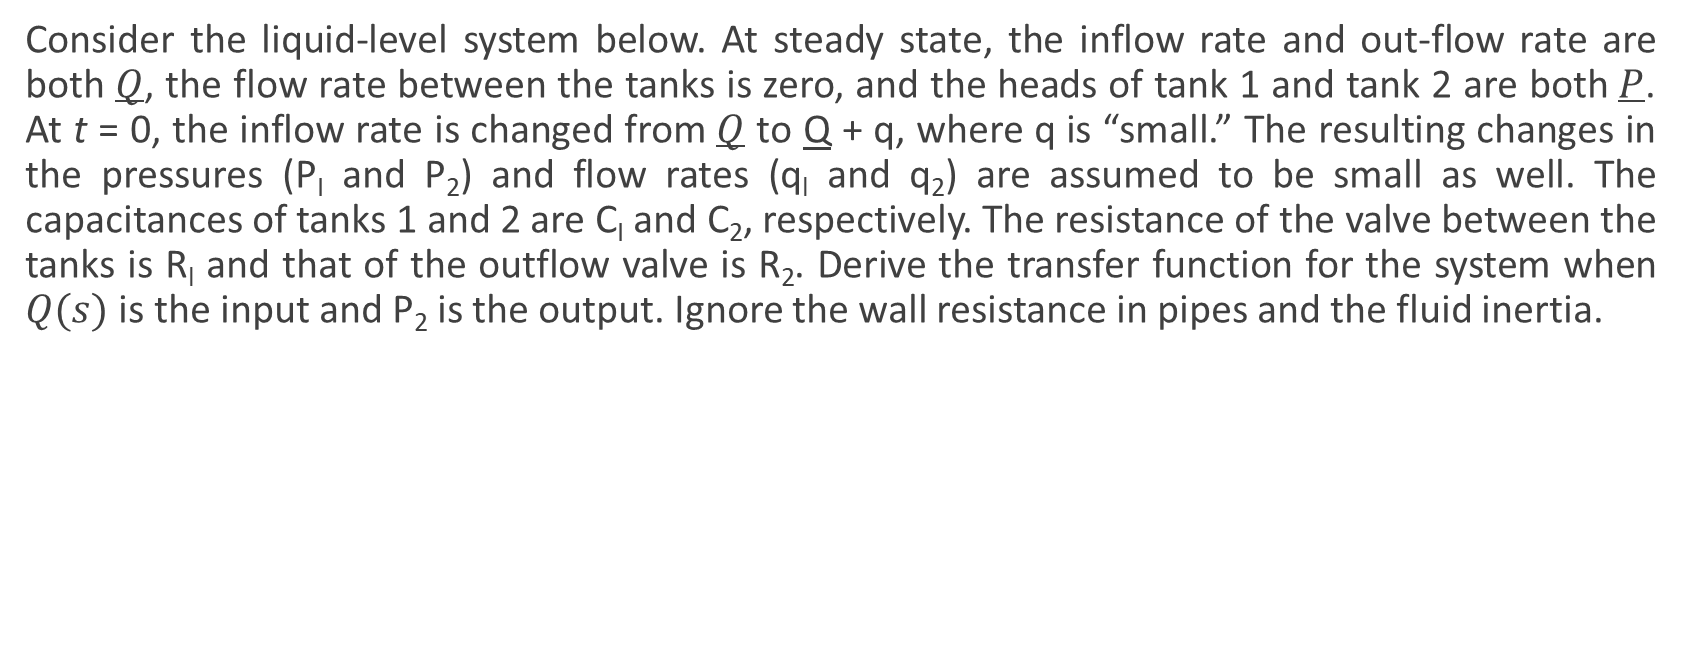 Consider the liquid-level system below. At steady state, the inflow rate and out-flow rate are
both Q, the flow rate between the tanks is zero, and the heads of tank 1 and tank 2 are both P.
At t = 0, the inflow rate is changed from Q to Q + q, where q is “small.” The resulting changes in
the pressures (P₁ and P₂) and flow rates (q₁ and q₂) are assumed to be small as well. The
capacitances of tanks 1 and 2 are C₁ and C₂, respectively. The resistance of the valve between the
tanks is R₁ and that of the outflow valve is R₂. Derive the transfer function for the system when
Q(s) is the input and P₂ is the output. Ignore the wall resistance in pipes and the fluid inertia.